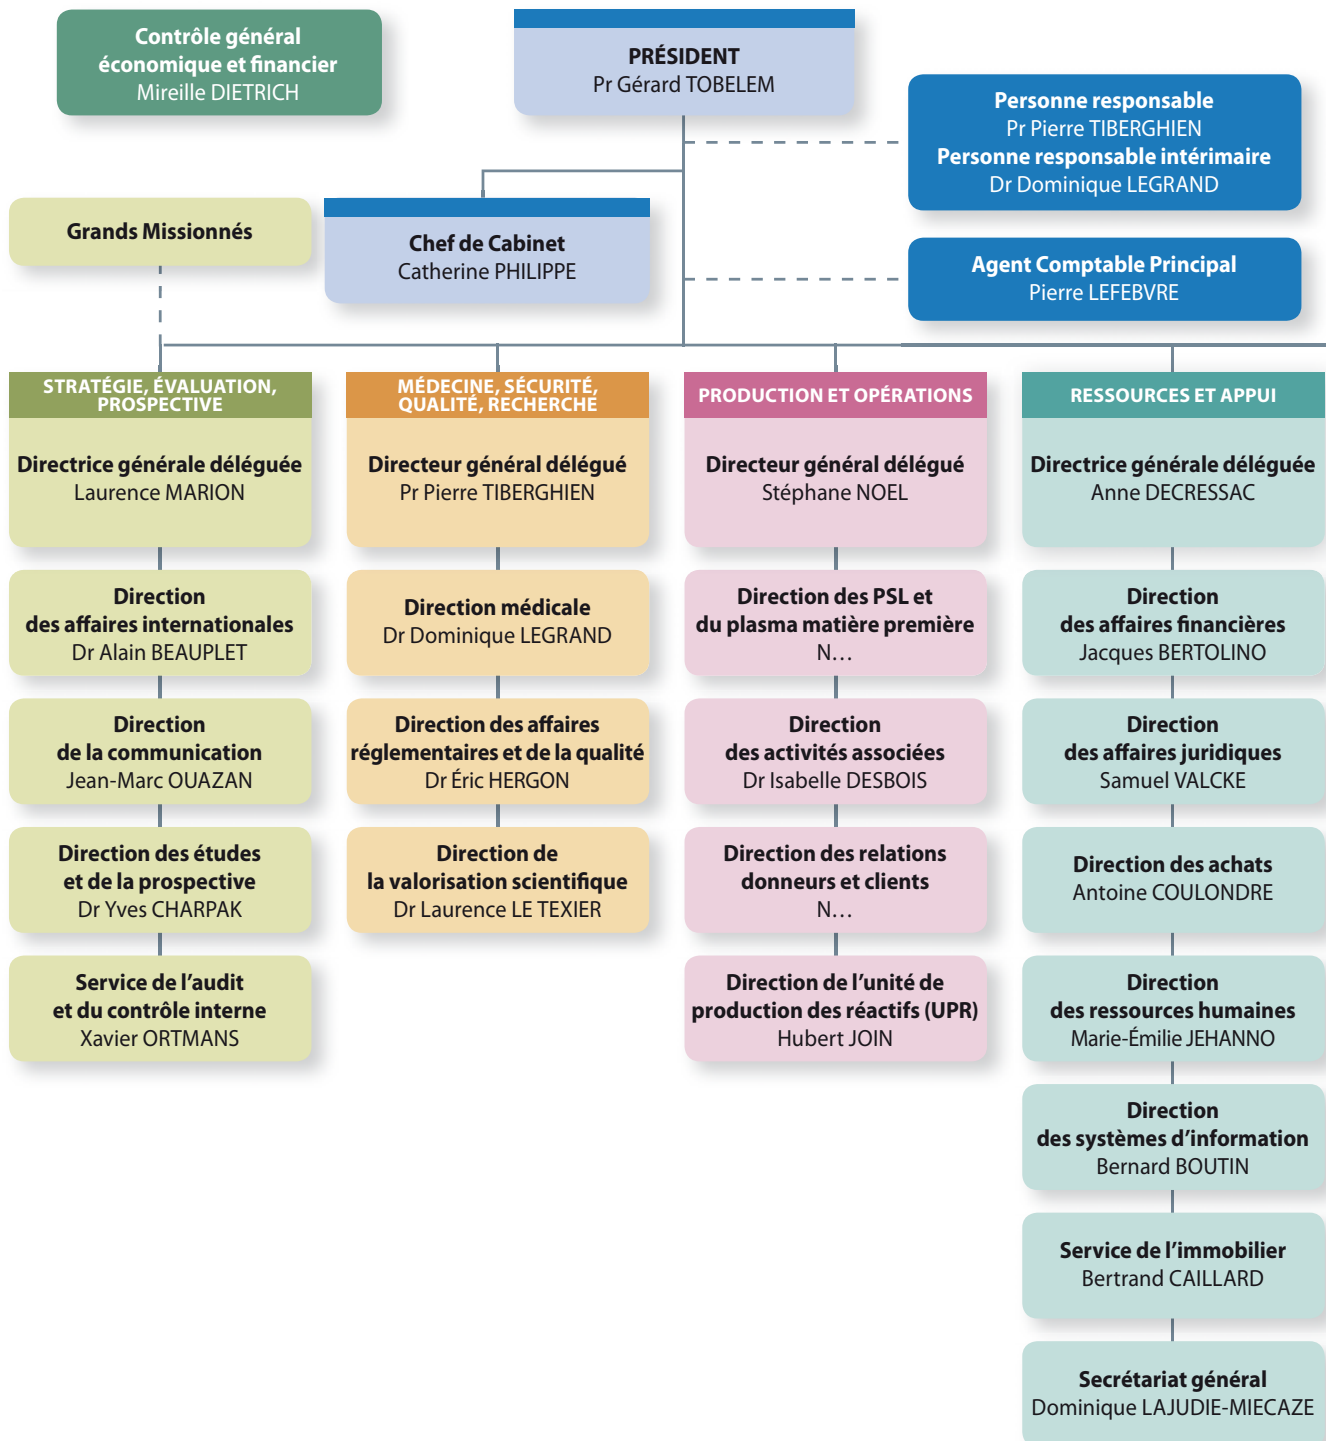 Contrôle général
économique et financier
Mireille DIETRICH
PRÉSIDENT
Pr Gérard TOBELEM
Personne responsable
Pr Pierre TIBERGHIEN
Personne responsable intérimaire
Dr Dominique LEGRAND
Grands Missionnés
Chef de Cabinet
Catherine PHILIPPE
Agent Comptable Principal
Pierre LEFEBVRE
STRATÉGIE, ÉVALUATION,
PROSPECTIVE
Directrice générale déléguée
Laurence MARION
Direction
des affaires internationales
Dr Alain BEAUPLET
Direction
de la communication
Jean-Marc OUAZAN
Direction des études
et de la prospective
Dr Yves CHARPAK
Service de l’audit
et du contrôle interne
Xavier ORTMANS
MÉDECINE, SÉCURITÉ,
QUALITÉ, RECHERCHE
Directeur général délégué
Pr Pierre TIBERGHIEN
Direction médicale
Dr Dominique LEGRAND
Direction des affaires
réglementaires et de la qualité
Dr Éric HERGON
Direction de
la valorisation scientifique
Dr Laurence LE TEXIER
PRODUCTION ET OPÉRATIONS
Directeur général délégué
Stéphane NOEL
Direction des PSL et
du plasma matière première
N…
Direction
des activités associées
Dr Isabelle DESBOIS
Direction des relations
donneurs et clients
N…
Direction de l’unité de
production des réactifs (UPR)
Hubert JOIN
RESSOURCES ET APPUI
Directrice générale déléguée
Anne DECRESSAC
Direction
des affaires financières
Jacques BERTOLINO
Direction
des affaires juridiques
Samuel VALCKE
Direction des achats
Antoine COULONDRE
Direction
des ressources humaines
Marie-Émilie JEHANNO
Direction
des systèmes d’information
Bernard BOUTIN
Service de l’immobilier
Bertrand CAILLARD
Secrétariat général
Dominique LAJUDIE-MIECAZE